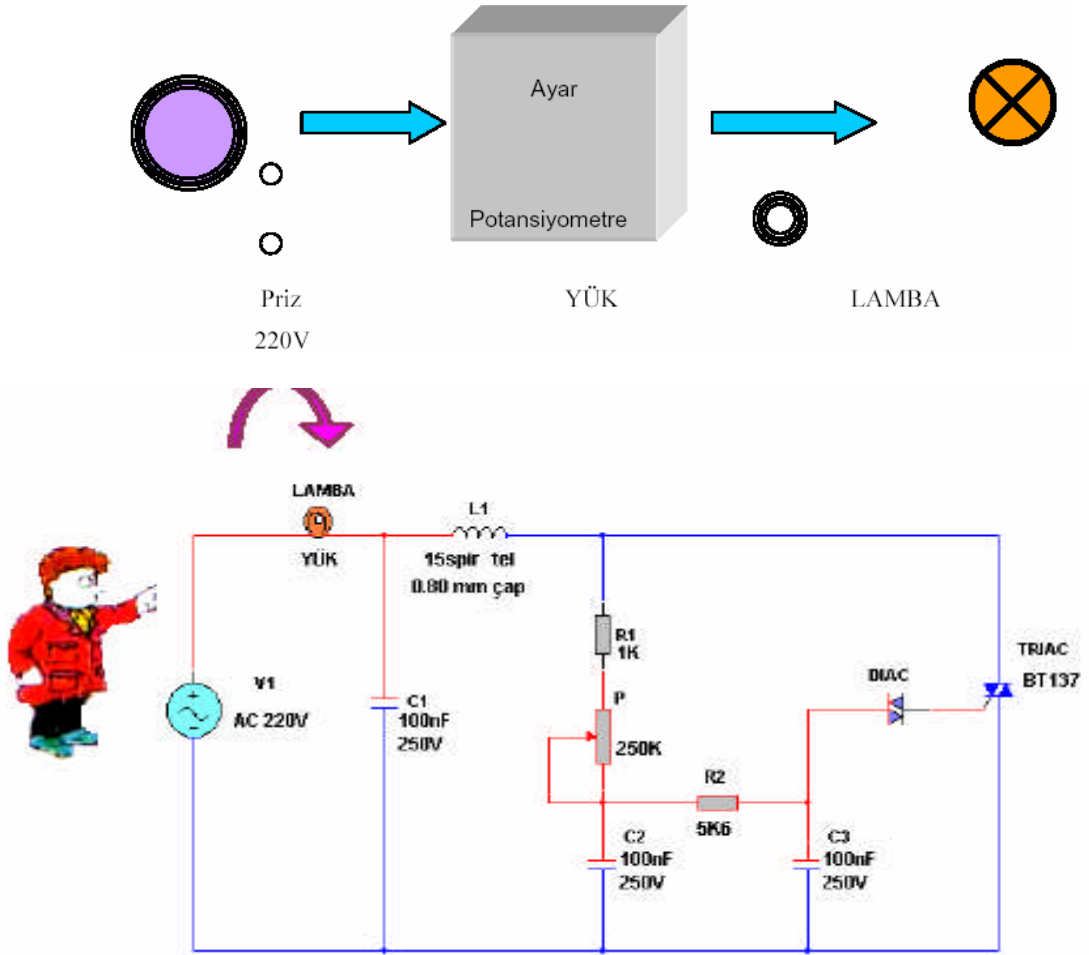 Ayar
Potansiyometre
Priz
YÜK
LAMBA
220V
LAMBA
YÜK
L1
15spir tel
0.80 mm çap
V1
AC 220V
C1
100nF
250V
R1
1K
P
250K
R2
5K6
C2
100nF
250V
C3
100nF
250V
DIAC
TRIAC
BT137